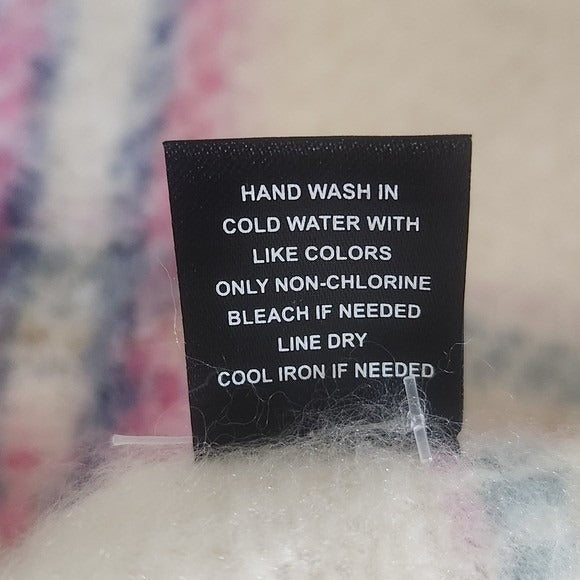 HAND WASH IN
COLD WATER WITH
LIKE COLORS
ONLY NON-CHLORINE
BLEACH IF NEEDED
LINE DRY
COOL IRON IF NEEDED